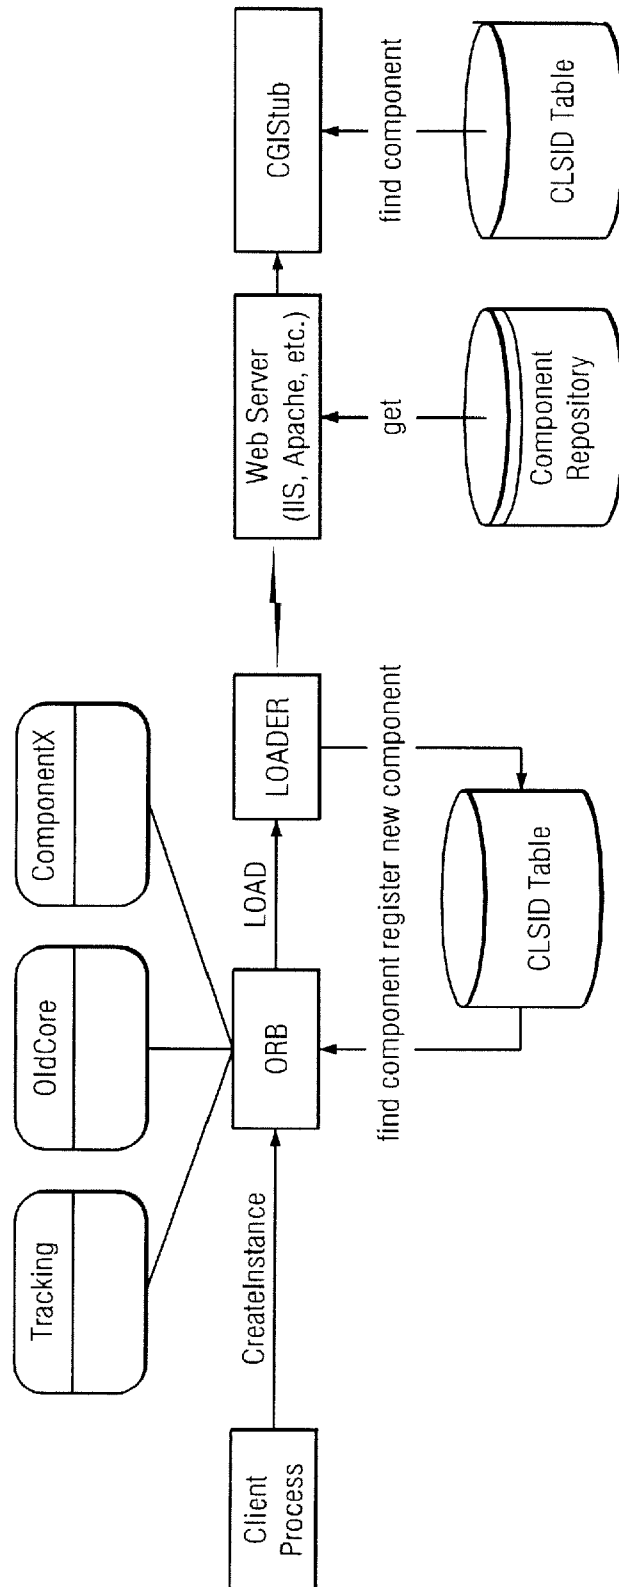 Tracking
OldCore
ComponentX
Client
Process
CreateInstance
ORB
LOAD
LOADER
Web Server
(IIS, Apache, etc.)
CGIStub
find component register new component
get
find component
CLSID Table
Component
Repository
CLSID Table